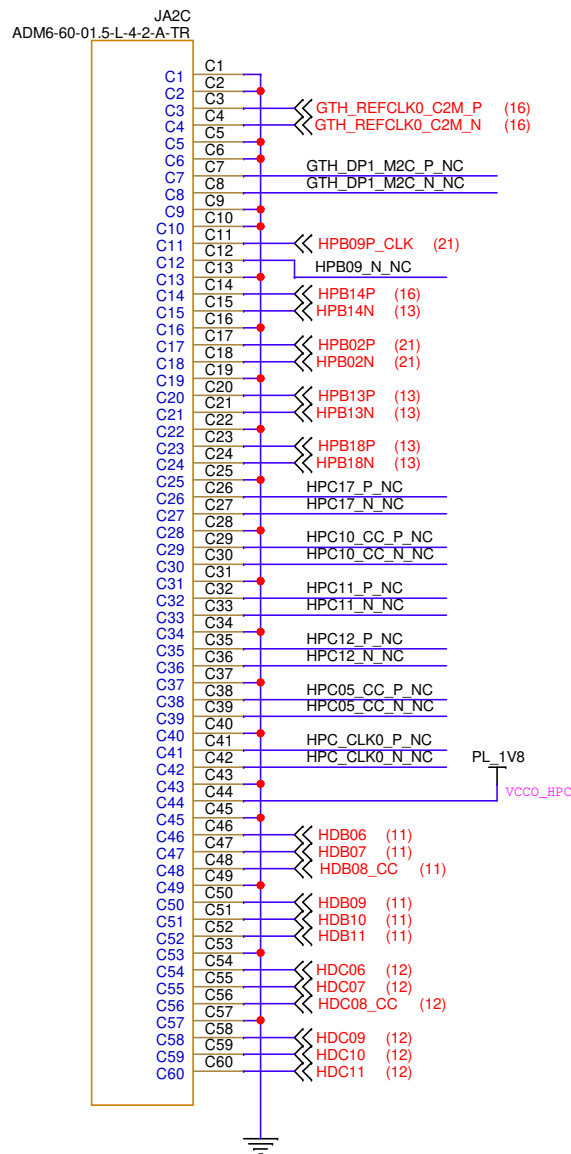 JA2C
ADM6-60-01.5-L-4-2-A-TR
C1 C1
C2 C2
C3 C3 GTH_REFCLK0_C2M_P (16)
C4 C4 GTH_REFCLK0_C2M_N (16)
C5 C5
C6 C6
C7 C7 GTH_DP1_M2C_P_NC
C8 C8 GTH_DP1_M2C_N_NC
C9 C9
C10 C10
C11 C11 HPB09P_CLK (21)
C12 C12 HPB09_N_NC
C13 C13
C14 C14 HPB14P (16)
C15 C15 HPB14N (13)
C16 C16
C17 C17 HPB02P (21)
C18 C18 HPB02N (21)
C19 C19
C20 C20 HPB13P (13)
C21 C21 HPB13N (13)
C22 C22
C23 C23 HPB18P (13)
C24 C24 HPB18N (13)
C25 C25
C26 C26 HPC17_P_NC
C27 C27 HPC17_N_NC
C28 C28
C29 C29 HPC10_CC_P_NC
C30 C30 HPC10_CC_N_NC
C31 C31
C32 C32 HPC11_P_NC
C33 C33 HPC11_N_NC
C34 C34
C35 C35 HPC12_P_NC
C36 C36 HPC12_N_NC
C37 C37
C38 C38 HPC05_CC_P_NC
C39 C39 HPC05_CC_N_NC
C40 C40
C41 C41 HPC_CLK0_P_NC
C42 C42 HPC_CLK0_N_NC PL_1V8
C43 C43
C44 C44 VCCO_HPC
C45 C45
C46 C46 HDB06 (11)
C47 C47 HDB07 (11)
C48 C48 HDB08_CC (11)
C49 C49
C50 C50 HDB09 (11)
C51 C51 HDB10 (11)
C52 C52 HDB11 (11)
C53 C53
C54 C54 HDC06 (12)
C55 C55 HDC07 (12)
C56 C56 HDC08_CC (12)
C57 C57
C58 C58 HDC09 (12)
C59 C59 HDC10 (12)
C60 C60 HDC11 (12)